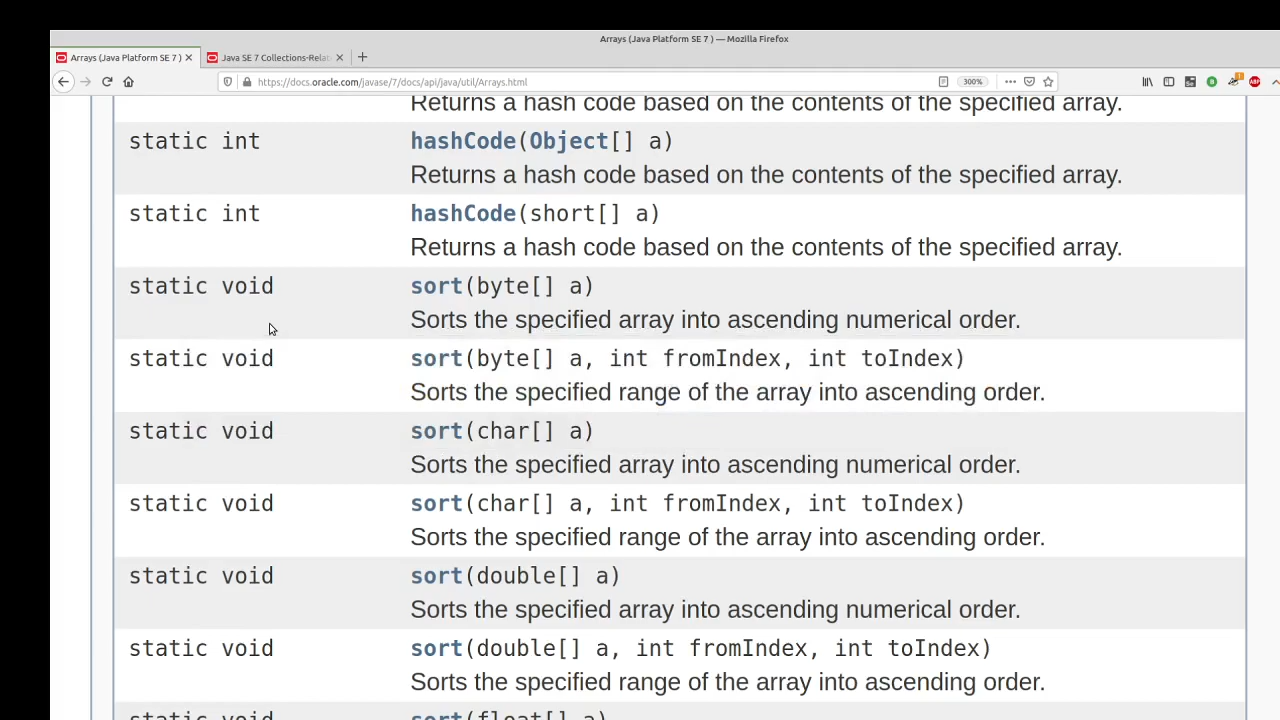 Arrays (Java Platform SE 7 ) — Mozilla Firefox
Arrays (Java Platform SE 7 )
Java SE 7 Collections-Relat
https://docs.oracle.com/javase/7/docs/api/java/util/Arrays.html
300%
Returns a hash code based on the contents of the specified array.
static int hashCode(Object[] a)
Returns a hash code based on the contents of the specified array.
static int hashCode(short[] a)
Returns a hash code based on the contents of the specified array.
static void sort(byte[] a)
Sorts the specified array into ascending numerical order.
static void sort(byte[] a, int fromIndex, int toIndex)
Sorts the specified range of the array into ascending order.
static void sort(char[] a)
Sorts the specified array into ascending numerical order.
static void sort(char[] a, int fromIndex, int toIndex)
Sorts the specified range of the array into ascending order.
static void sort(double[] a)
Sorts the specified array into ascending numerical order.
static void sort(double[] a, int fromIndex, int toIndex)
Sorts the specified range of the array into ascending order.
static void sort(float[] a)